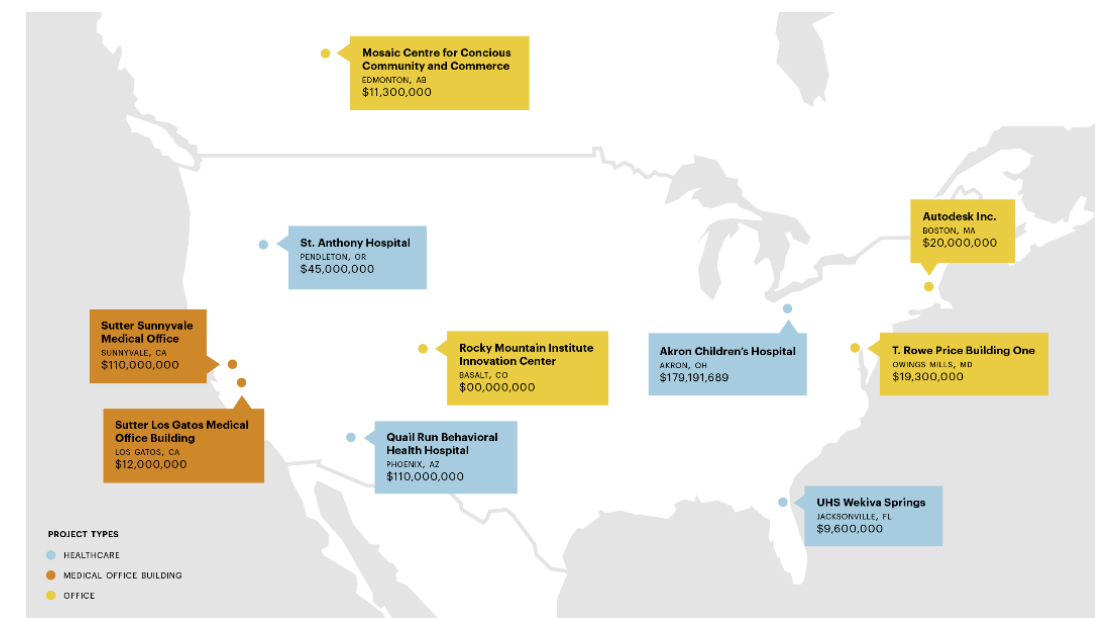 Mosaic Centre for Concious
Community and Commerce
EDMONTON, AB
$11,300,000
Autodesk Inc.
BOSTON, MA
$20,000,000
St. Anthony Hospital
PENDLETON, OR
$45,000,000
Sutter Sunnyvale
Medical Office
SUNNYVALE, CA
$110,000,000
Rocky Mountain Institute
Innovation Center
BASALT, CO
$00,000,000
Akron Children's Hospital
AKRON, OH
$179,191,689
T. Rowe Price Building One
OWINGS MILLS, MD
$19,300,000
Sutter Los Gatos Medical
Office Building
LOS GATOS, CA
$12,000,000
Quail Run Behavioral
Health Hospital
PHOENIX, AZ
$110,000,000
UHS Wekiva Springs
JACKSONVILLE, FL
$9,600,000
PROJECT TYPES
HEALTHCARE
MEDICAL OFFICE BUILDING
OFFICE